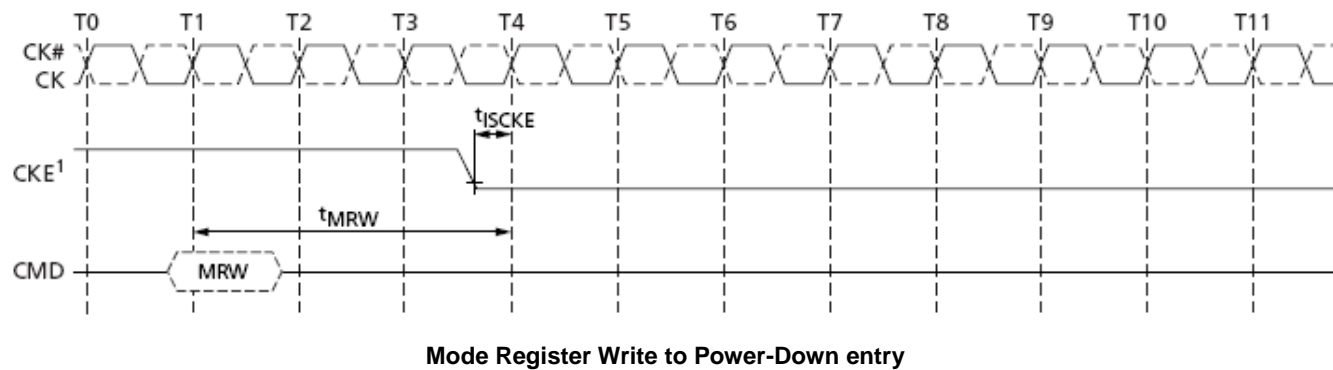 T0 T1 T2 T3 T4 T5 T6 T7 T8 T9 T10 T11
CK#
CK
tISCKE
CKE1
tMRW
CMD MRW
Mode Register Write to Power-Down entry